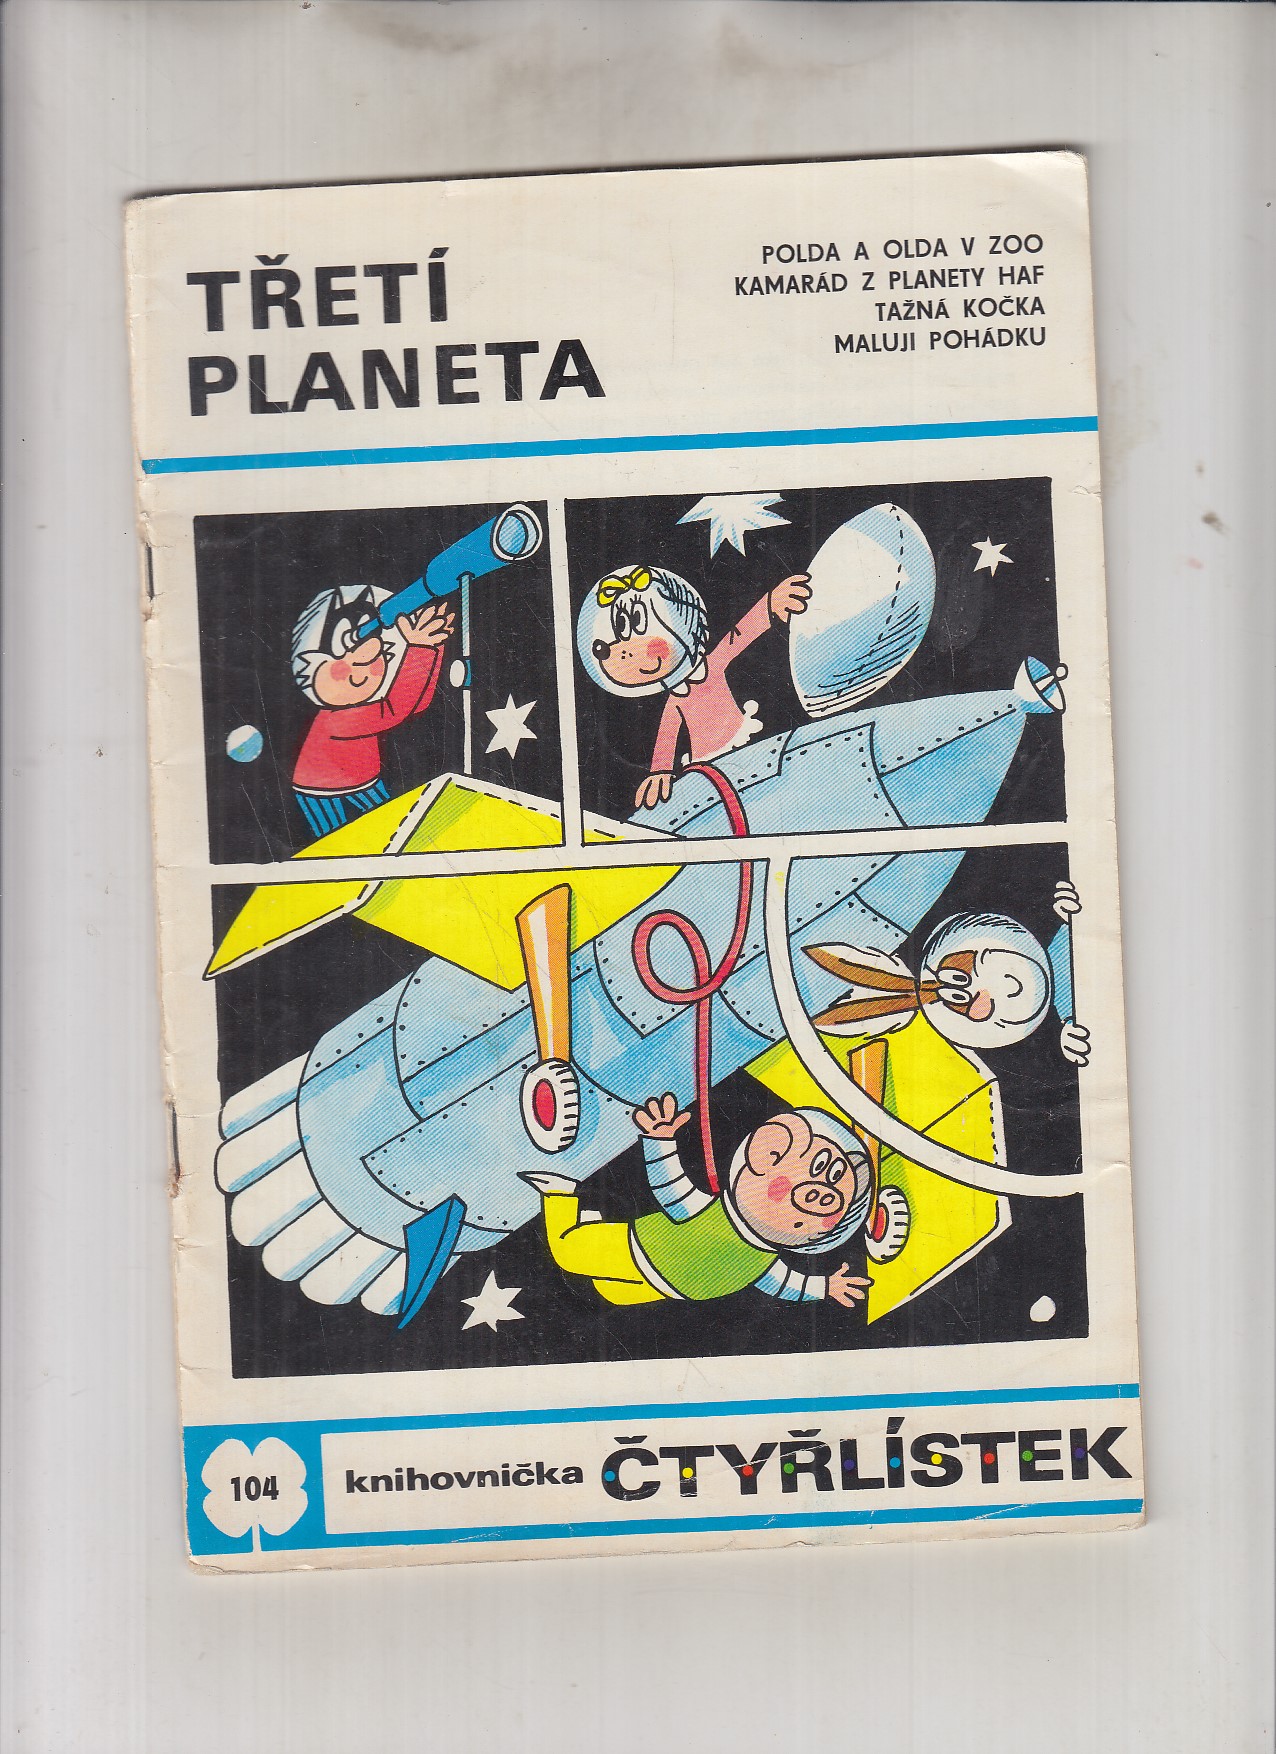 TŘETÍ
PLANETA
POLDA A OLDA V ZOO
KAMARÁD Z PLANETY HAF
TAŽNÁ KOČKA
MALUJI POHÁDKU
104
knihovnička ČTYŘLÍSTEK